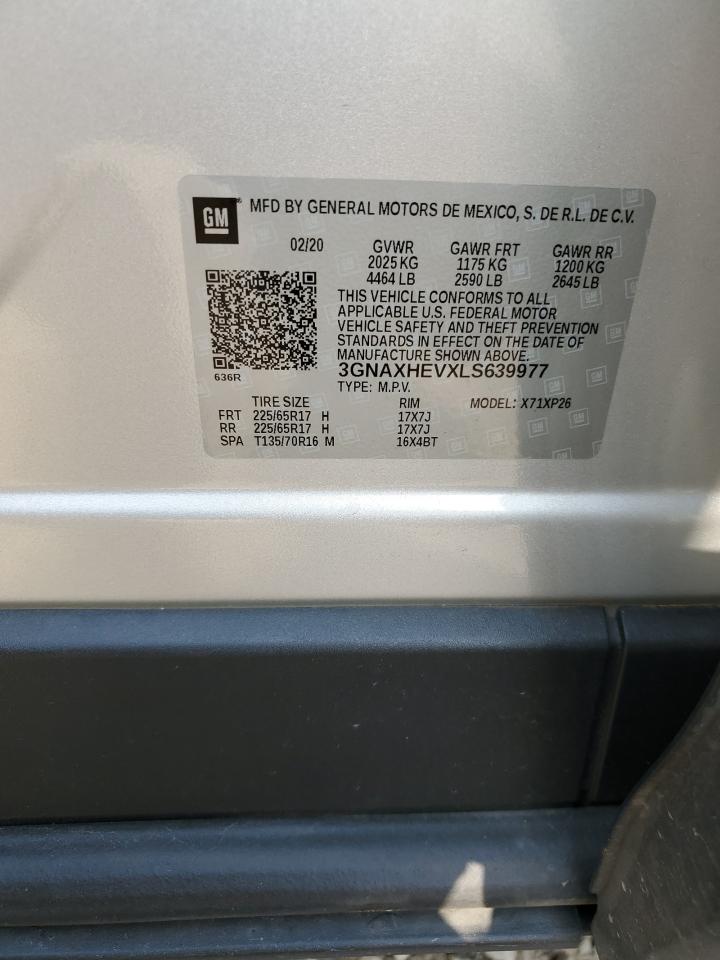 GM MFD BY GENERAL MOTORS DE MEXICO, S. DE R.L. DE C.V.
02/20 GVWR GAWR FRT GAWR RR
2025 KG 1175 KG 1200 KG
4464 LB 2590 LB 2645 LB
THIS VEHICLE CONFORMS TO ALL
APPLICABLE U.S. FEDERAL MOTOR
VEHICLE SAFETY AND THEFT PREVENTION
STANDARDS IN EFFECT ON THE DATE OF
MANUFACTURE SHOWN ABOVE.
636R 3GNAXHEVXLS639977
TYPE: M.P.V.
TIRE SIZE RIM MODEL: X71XP26
FRT 225/65R17 H 17X7J
RR 225/65R17 H 17X7J
SPA T135/70R16 M 16X4BT